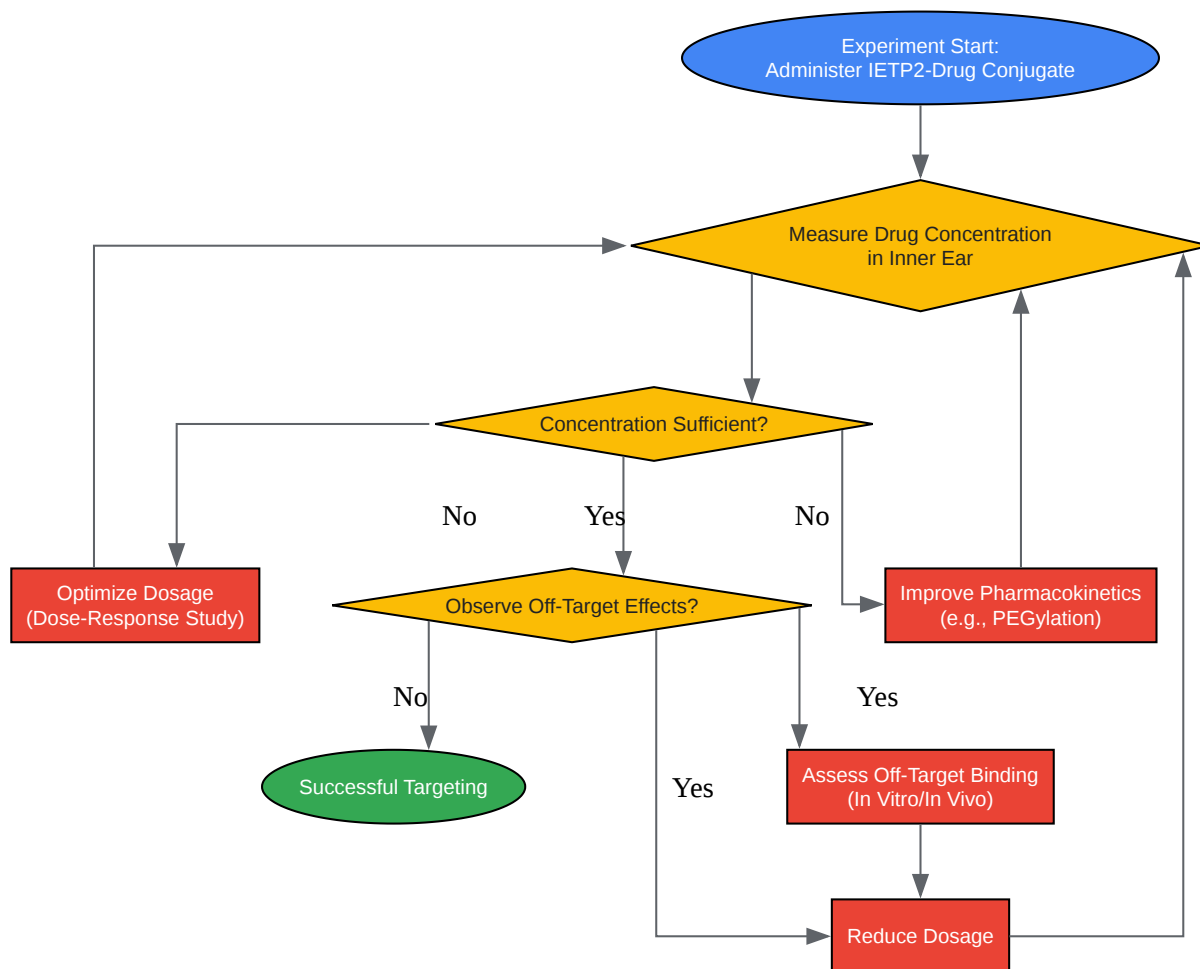 Experiment Start:
Administer IETP2-Drug Conjugate
Measure Drug Concentration
in Inner Ear
Concentration Sufficient?
No
Yes
No
Optimize Dosage
(Dose-Response Study)
Observe Off-Target Effects?
Improve Pharmacokinetics
(e.g., PEGylation)
No
Yes
Successful Targeting
Yes
Assess Off-Target Binding
(In Vitro/In Vivo)
Reduce Dosage